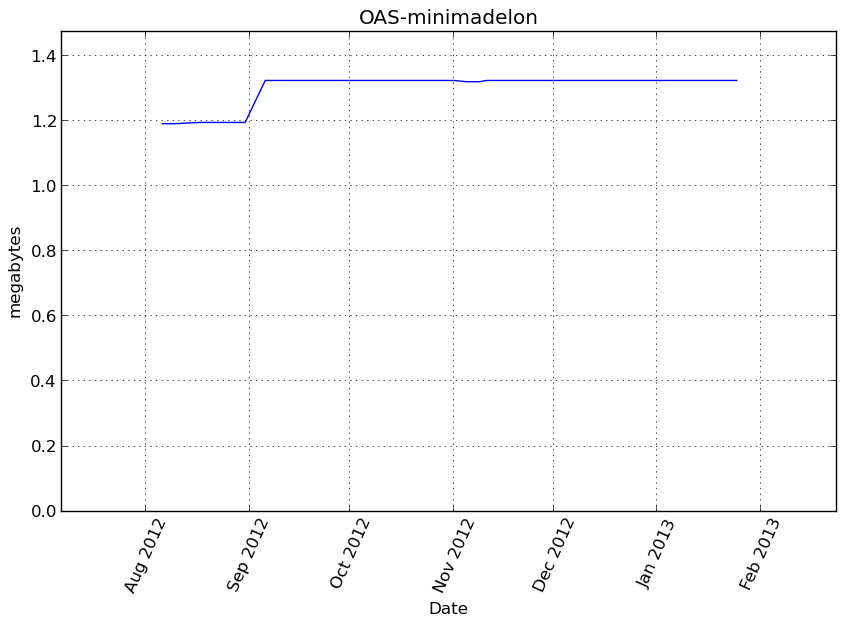 OAS-minimadelon
1.4
1.2
1.0
0.8
0.6
0.4
0.2
0.0
megabytes
Aug 2012
Sep 2012
Oct 2012
Nov 2012
Dec 2012
Jan 2013
Feb 2013
Date